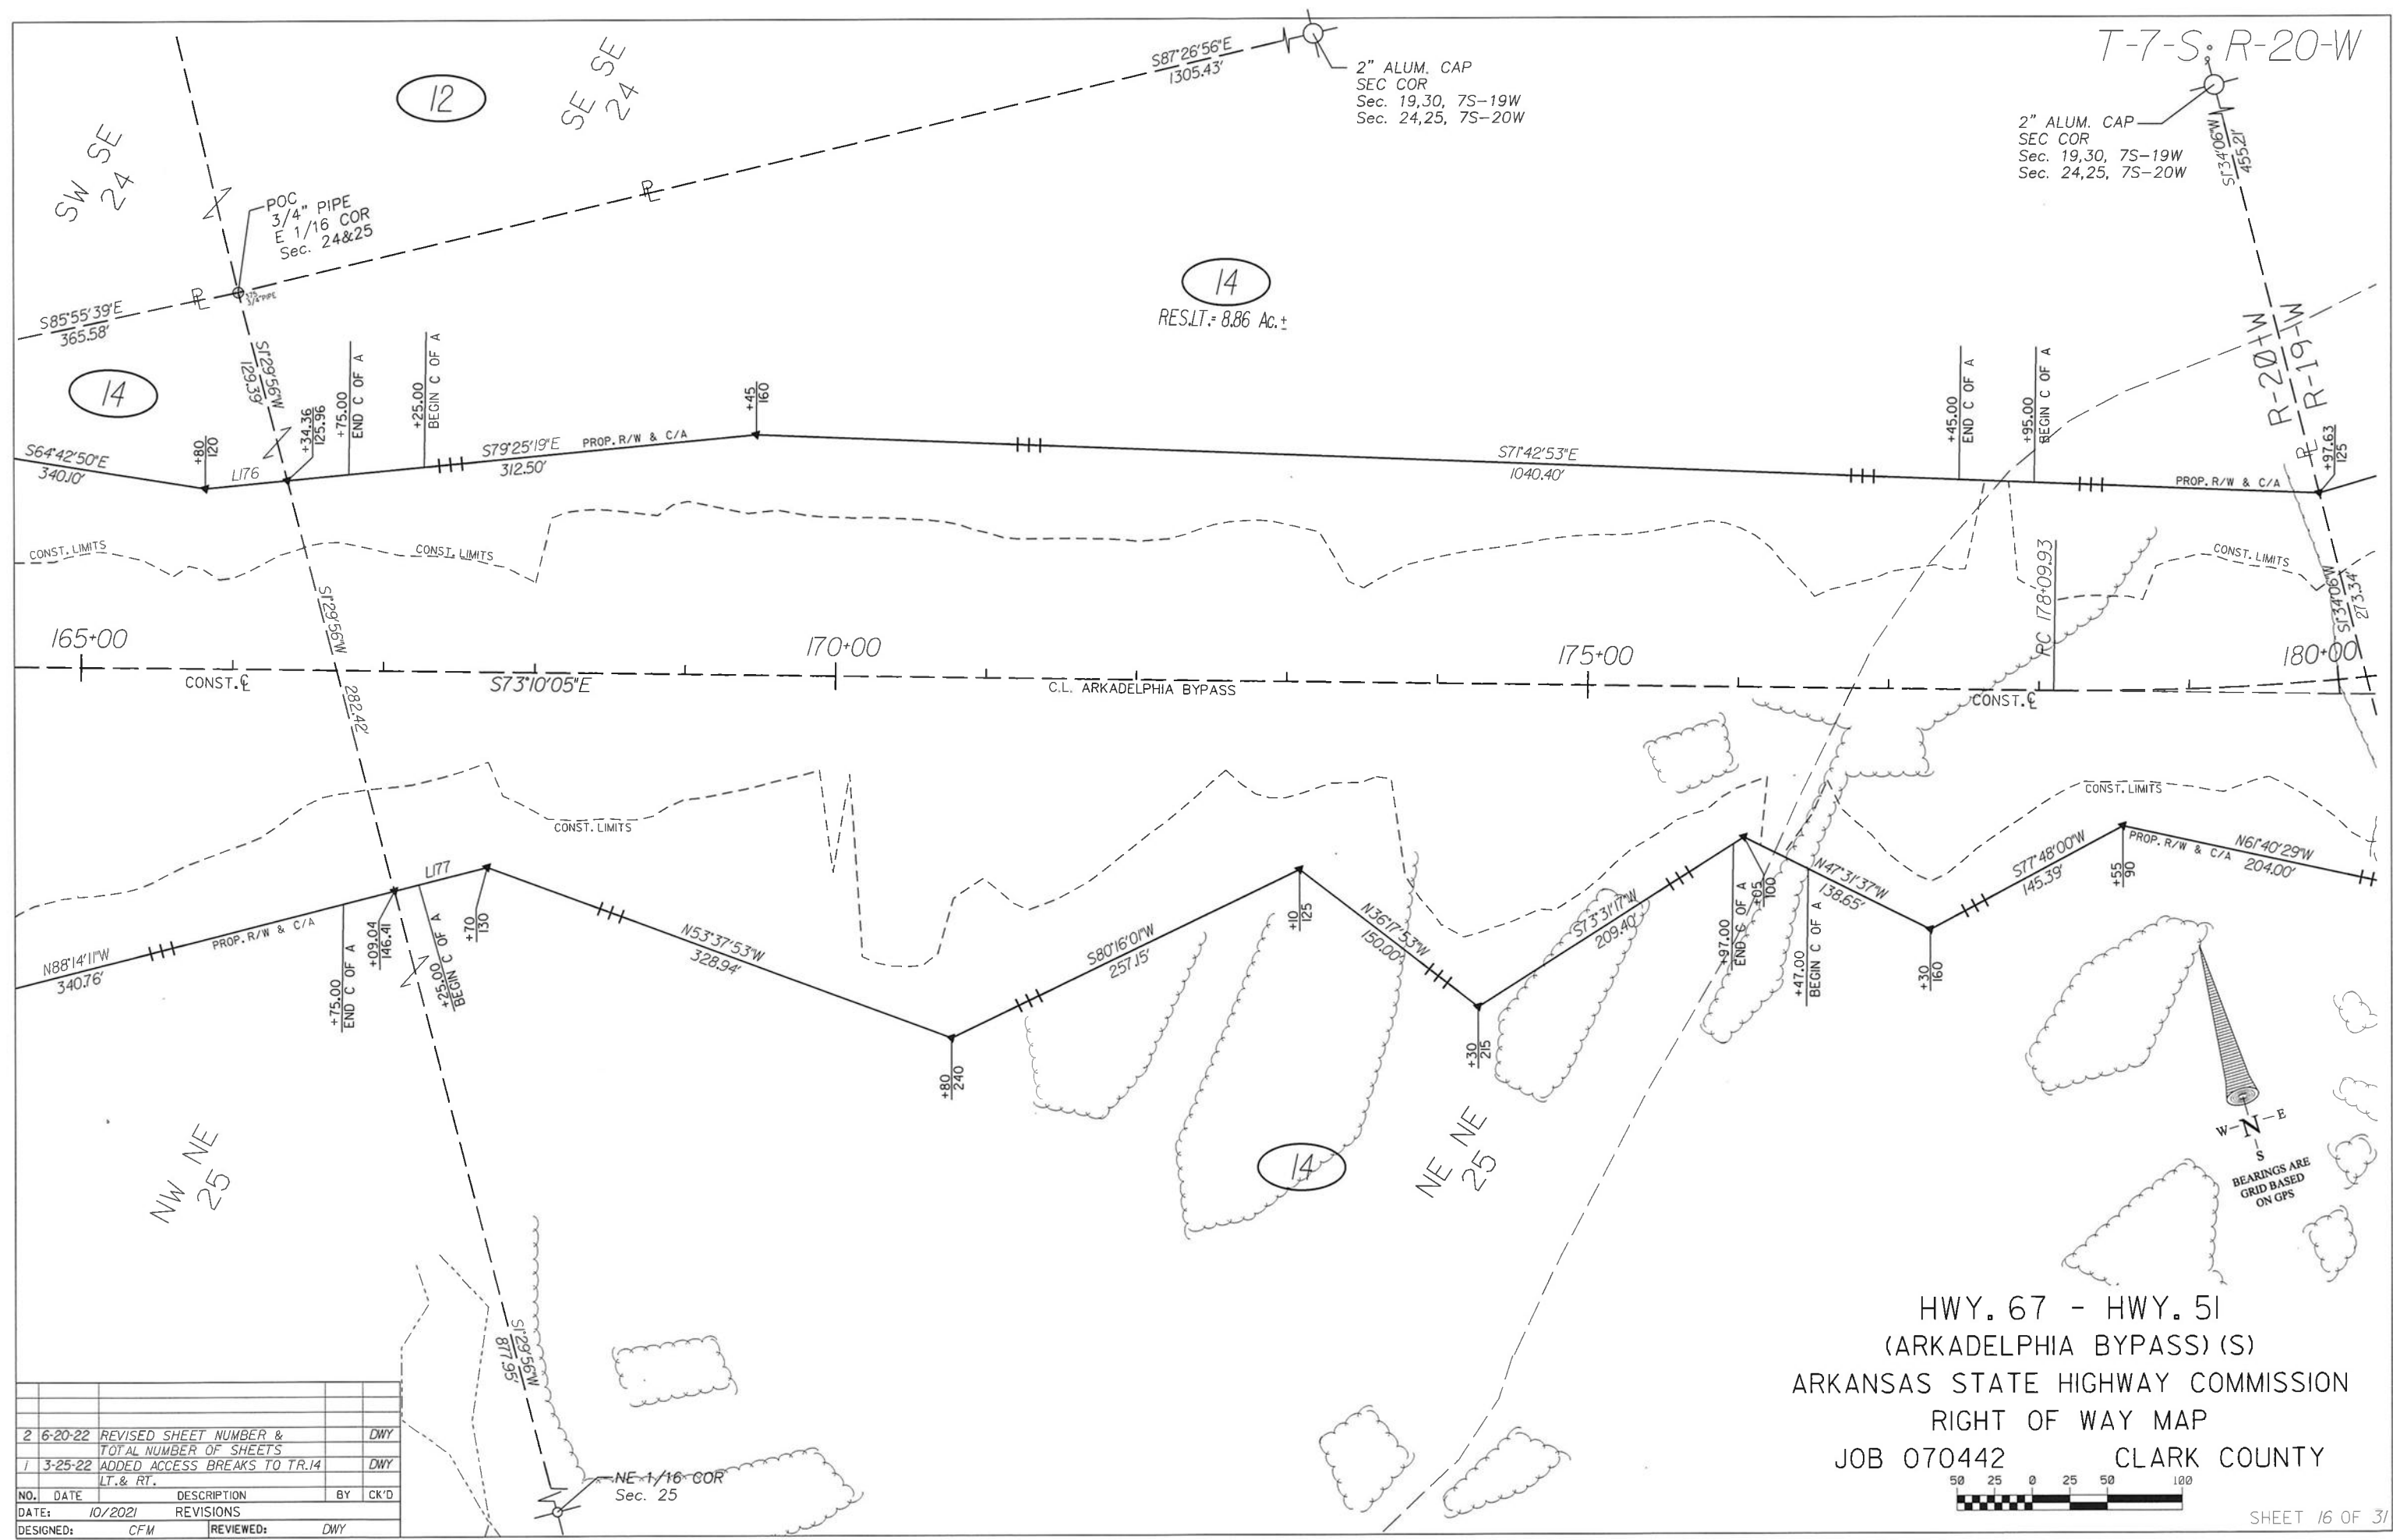 T-7-S; R-20-W
S87°26'56"E
1305.43'
2" ALUM. CAP
SEC COR
Sec. 19,30, 7S-19W
Sec. 24,25, 7S-20W
2" ALUM. CAP
SEC COR
Sec. 19,30, 7S-19W
Sec. 24,25, 7S-20W
S1°34'06"W
455.21'
12
SE SE
24
SW SE
24
POC
3/4" PIPE
E 1/16 COR
Sec. 24&25
3/4"PIPE
PL
PL
S85°55'39"E
365.58'
14
14
RES.LT.= 8.86 Ac.±
S1°29'56"W
129.39'
R-20-W
R-19-W
PL
S64°42'50"E
340.10'
+80
120
L176
+34.36
125.96
+75.00
END C OF A
+25.00
BEGIN C OF A
S79°25'19"E
312.50'
PROP. R/W & C/A
+45
160
S71°42'53"E
1040.40'
+45.00
END C OF A
+95.00
BEGIN C OF A
PROP. R/W & C/A
+97.63
125
CONST. LIMITS
CONST. LIMITS
CONST. LIMITS
S1°29'56"W
282.42'
PC 178+09.93
S1°34'06"W
273.34'
165+00
170+00
175+00
180+00
CONST. CL
S73°10'05"E
C.L. ARKADELPHIA BYPASS
CONST. CL
CONST. LIMITS
CONST. LIMITS
N88°14'11"W
340.76'
PROP. R/W & C/A
+75.00
END C OF A
+09.04
146.41
L177
+25.00
BEGIN C OF A
+70
130
N53°37'53"W
328.94'
+80
240
S80°16'01"W
257.15'
+10
125
N36°17'53"W
150.00'
+30
215
S73°31'17"W
209.40'
+97.00
END C OF A
+05
100
+47.00
BEGIN C OF A
N47°31'37"W
138.65'
+30
160
S77°48'00"W
145.39'
+55
90
PROP. R/W & C/A
N61°40'29"W
204.00'
NW NE
25
14
NE NE
25
W-N-E
S
BEARINGS ARE
GRID BASED
ON GPS
S1°29'56"W
877.95'
NE 1/16 COR
Sec. 25
HWY. 67 - HWY. 51
(ARKADELPHIA BYPASS) (S)
ARKANSAS STATE HIGHWAY COMMISSION
RIGHT OF WAY MAP
JOB 070442 CLARK COUNTY
50 25 0 25 50 100
SHEET 16 OF 31
2 6-20-22 REVISED SHEET NUMBER & DWY
TOTAL NUMBER OF SHEETS
1 3-25-22 ADDED ACCESS BREAKS TO TR.14 DWY
LT.& RT.
NO. DATE DESCRIPTION BY CK'D
DATE: 10/2021 REVISIONS
DESIGNED: CFM REVIEWED: DWY